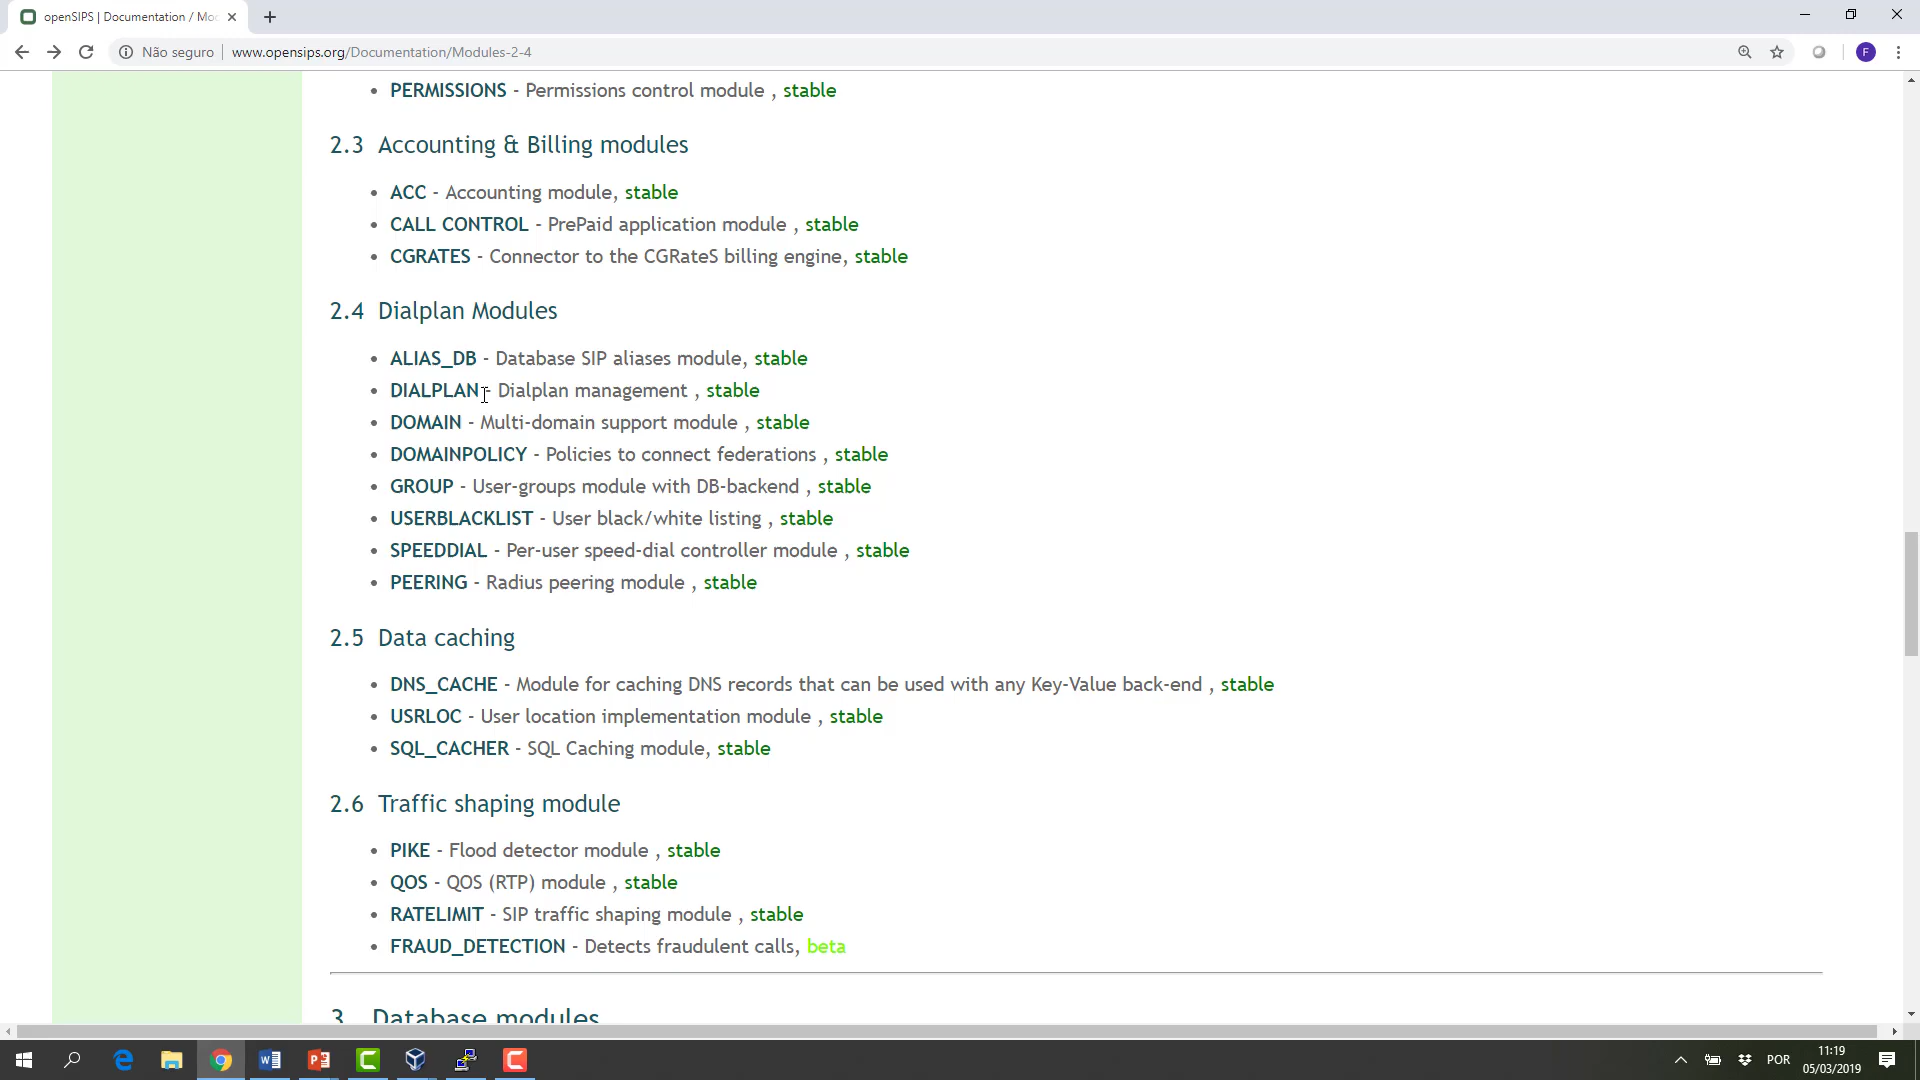 openSIPS | Documentation / Mo
Não seguro | www.opensips.org/Documentation/Modules-2-4
F
PERMISSIONS - Permissions control module , stable
2.3 Accounting & Billing modules
ACC - Accounting module, stable
CALL CONTROL - PrePaid application module , stable
CGRATES - Connector to the CGRateS billing engine, stable
2.4 Dialplan Modules
ALIAS_DB - Database SIP aliases module, stable
DIALPLAN - Dialplan management , stable
DOMAIN - Multi-domain support module , stable
DOMAINPOLICY - Policies to connect federations , stable
GROUP - User-groups module with DB-backend , stable
USERBLACKLIST - User black/white listing , stable
SPEEDDIAL - Per-user speed-dial controller module , stable
PEERING - Radius peering module , stable
2.5 Data caching
DNS_CACHE - Module for caching DNS records that can be used with any Key-Value back-end , stable
USRLOC - User location implementation module , stable
SQL_CACHER - SQL Caching module, stable
2.6 Traffic shaping module
PIKE - Flood detector module , stable
QOS - QOS (RTP) module , stable
RATELIMIT - SIP traffic shaping module , stable
FRAUD_DETECTION - Detects fraudulent calls, beta
3. Database modules
POR
11:19
05/03/2019